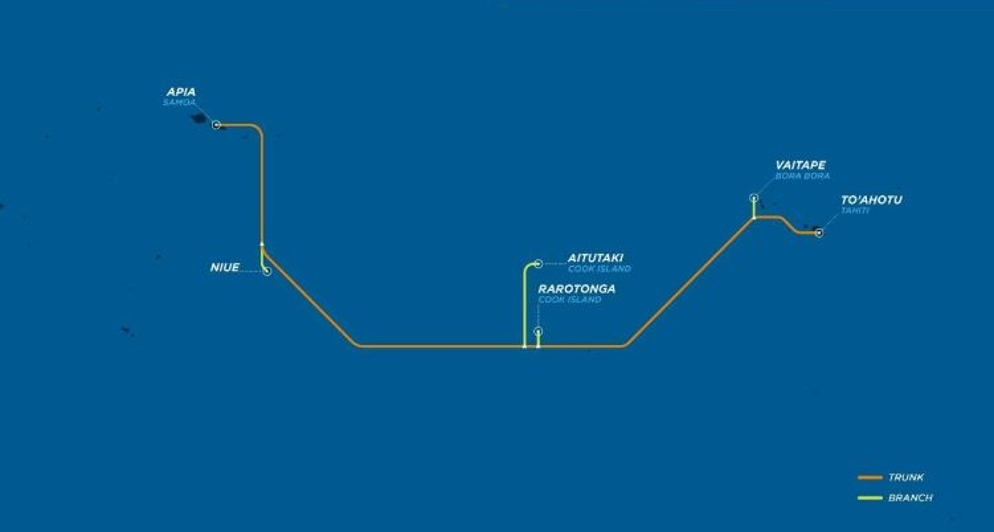 APIA
SAMOA
VAITAPE
BORA BORA
TO'AHOTU
TAHITI
NIUE
AITUTAKI
COOK ISLAND
RAROTONGA
COOK ISLAND
TRUNK
BRANCH